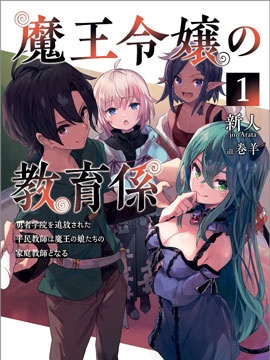 魔王令嬢の
教育係
1
新人
jin Arata
ill.巻羊
勇者学院を追放された
平民教師は魔王の娘たちの
家庭教師となる